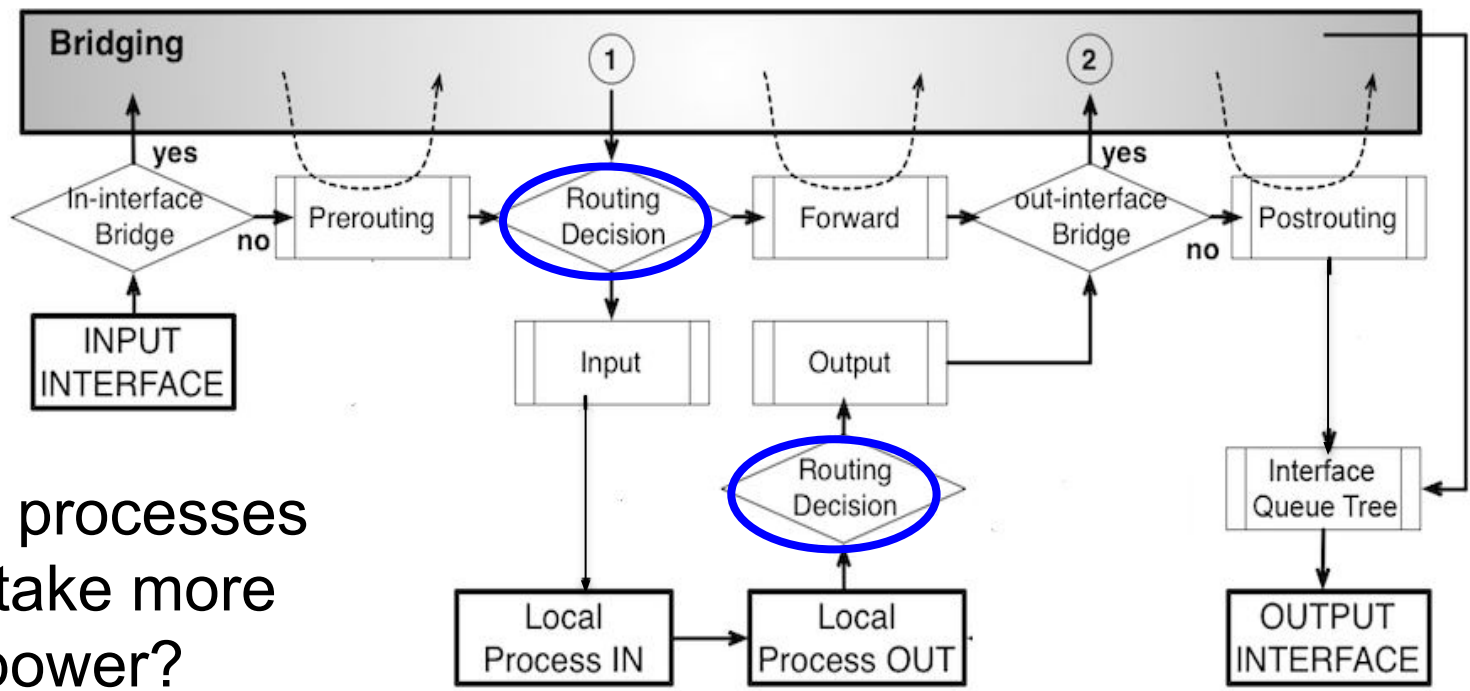 Bridging
1
2
yes
yes
In-interface
Bridge
no
Prerouting
Routing
Decision
Forward
out-interface
Bridge
no
Postrouting
INPUT
INTERFACE
Input
Output
Routing
Decision
Interface
Queue Tree
processes
take more
power?
Local
Process IN
Local
Process OUT
OUTPUT
INTERFACE